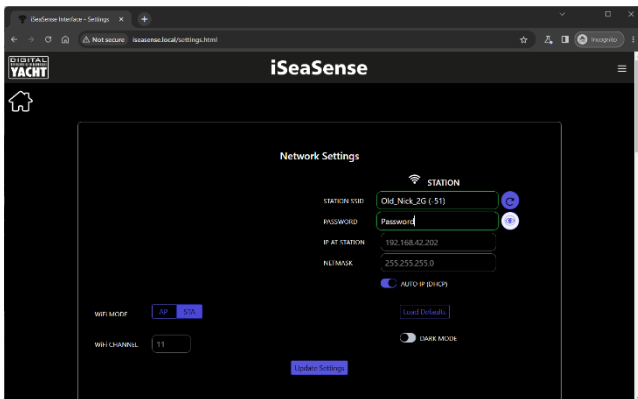 iSeaSense Interface - Settings
Not secure iseasense.local/settings.html
Incognito
DIGITAL
YACHT
iSeaSense
Network Settings
STATION
STATION SSID Old_Nick_2G (-51)
PASSWORD Password
IP AT STATION 192.168.42.202
NETMASK 255.255.255.0
AUTO IP (DHCP)
WiFi MODE AP STA Load Defaults
DARK MODE
WiFi CHANNEL 11
Update Settings